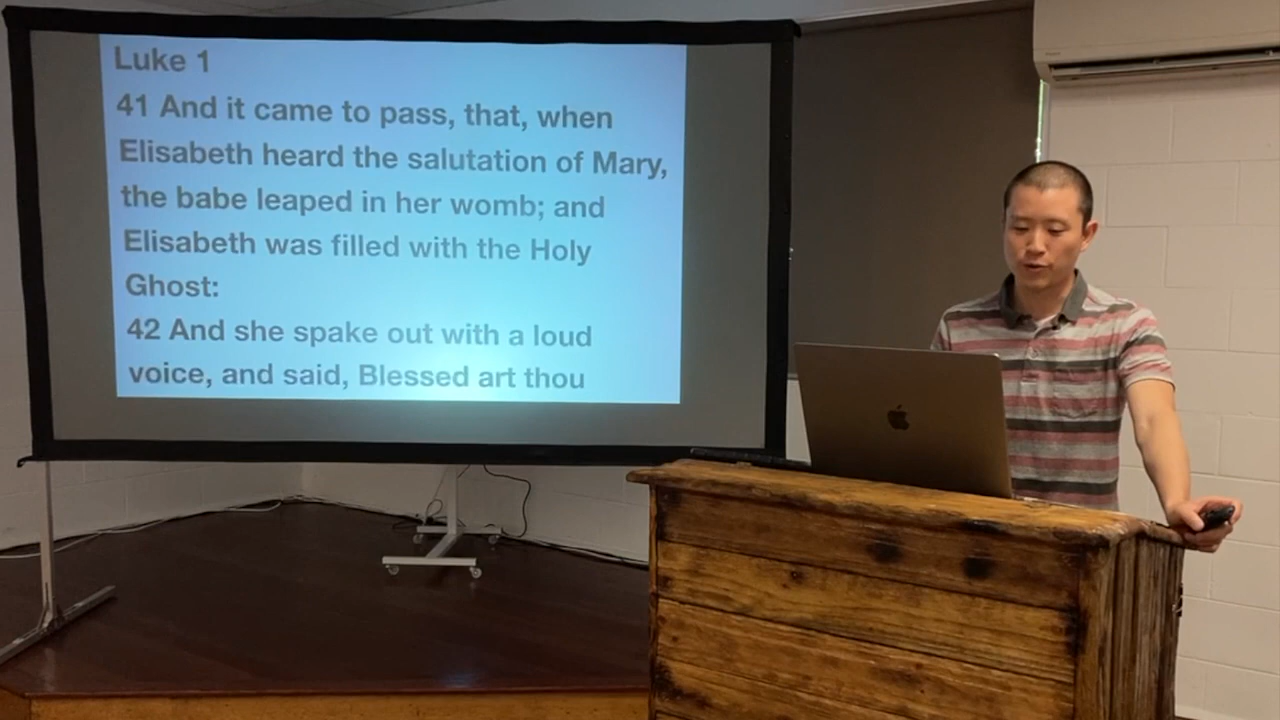 Luke 1
41 And it came to pass, that, when
Elisabeth heard the salutation of Mary,
the babe leaped in her womb; and
Elisabeth was filled with the Holy
Ghost:
42 And she spake out with a loud
voice, and said, Blessed art thou